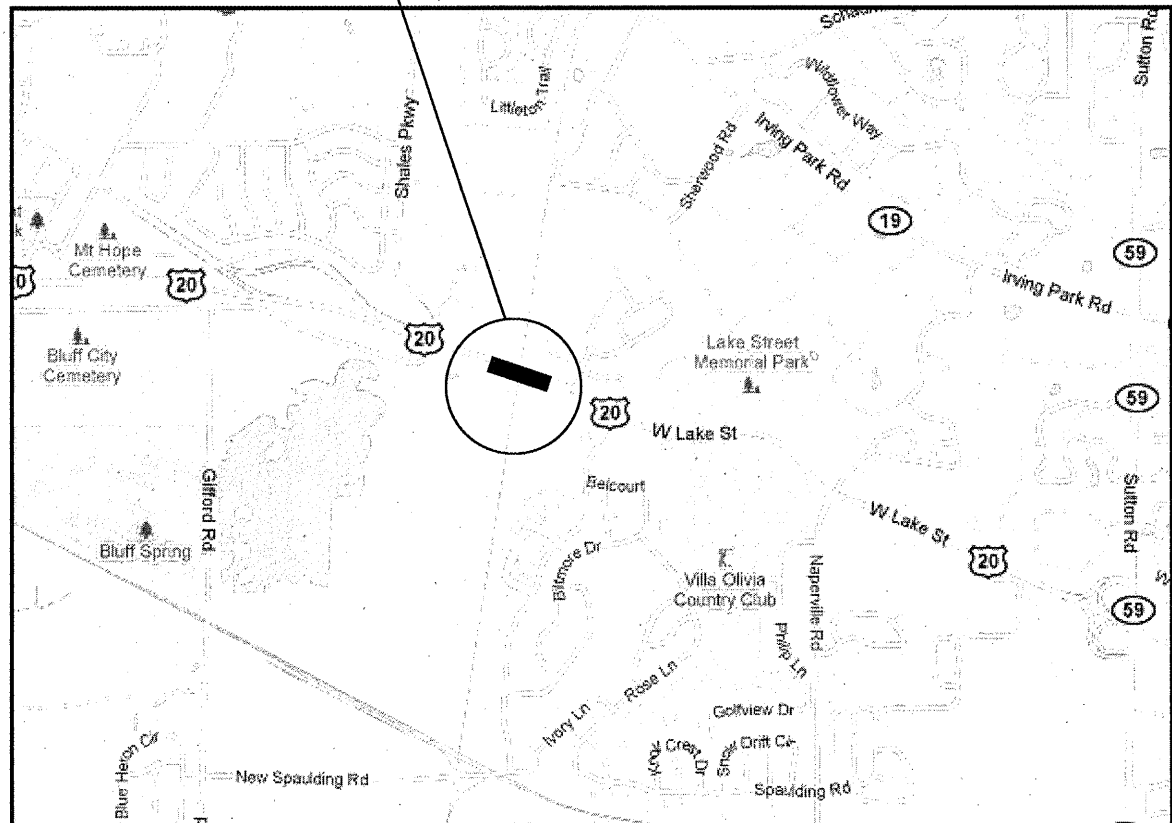 Sutton Rd
Wildflower Way
Littleton Tray
Shales Pkwy
Irving Park Rd
Sherwood Rd
19
59
Mt Hope
Cemetery
20
Irving Park Rd
20
Bluff City
Cemetery
Lake Street
Memorial Park
59
20
W Lake St
Belcourt
Gifford Rd
Sutton Rd
W Lake St
Bluff Spring
Biltmore Dr
20
Villa Olivia
Country Club
Naperville Rd
59
Philip Ln
Rose Ln
Ivory Ln
Golfview Dr
Crest Dr
Snow Drift Cir
Blue Heron Cir
New Spaulding Rd
Spaulding Rd